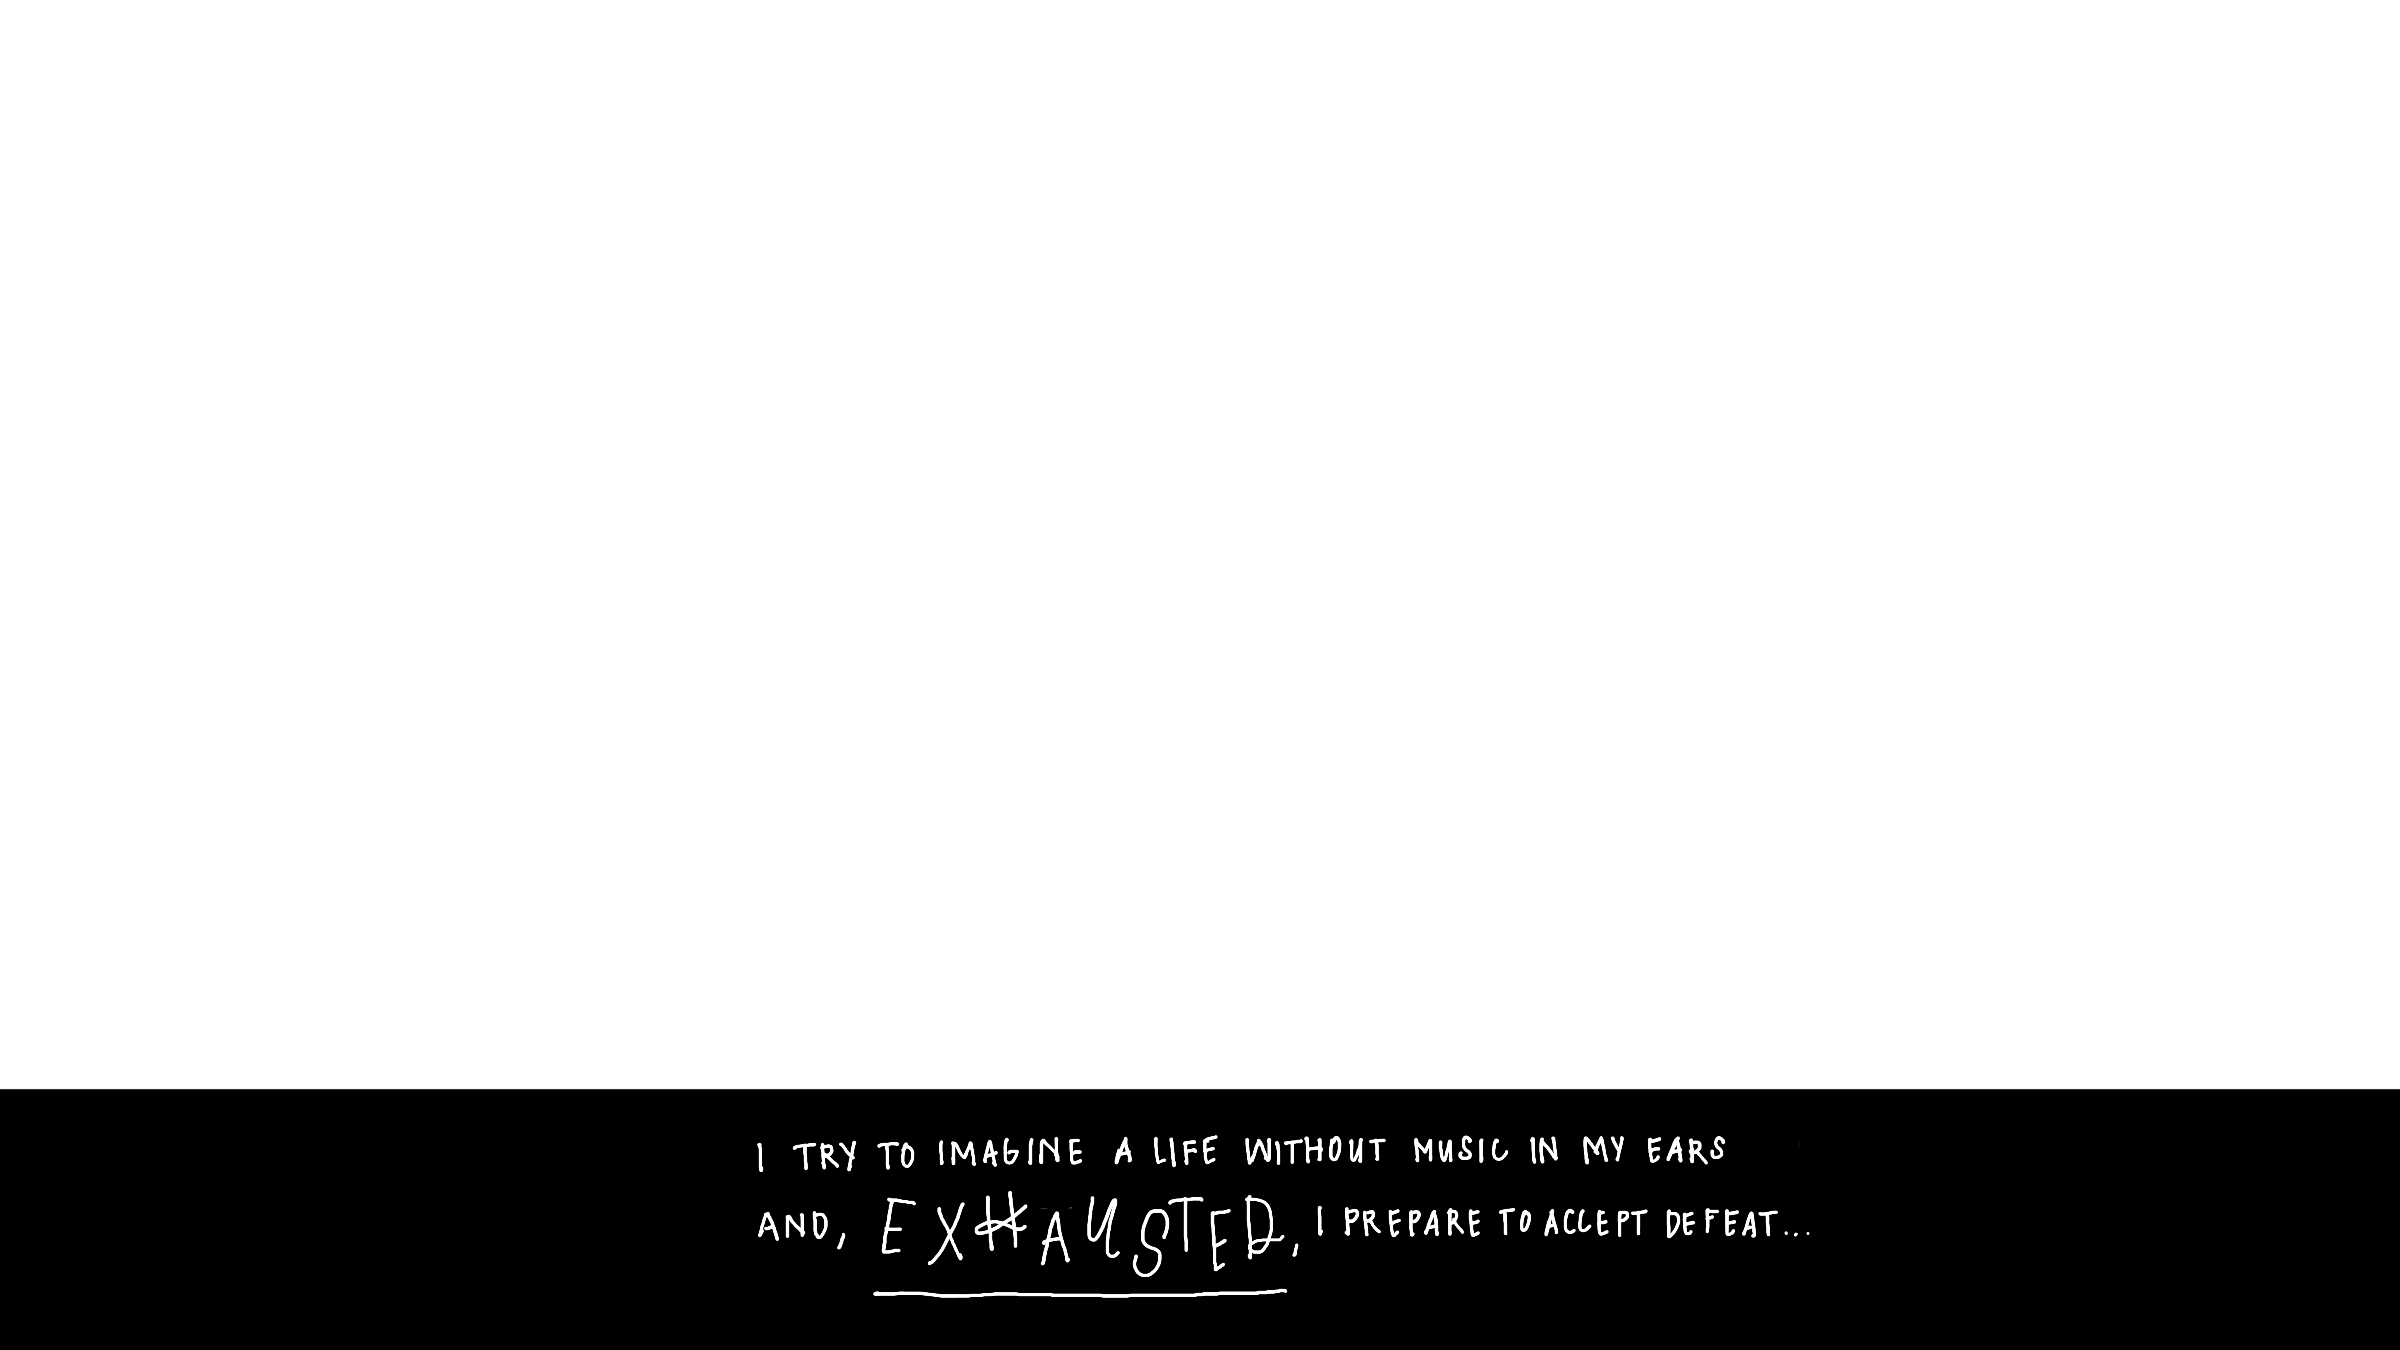 I TRY TO IMAGINE A LIFE WITHOUT MUSIC IN MY EARS
AND, EXHAUSTED, I PREPARE TO ACCEPT DEFEAT...